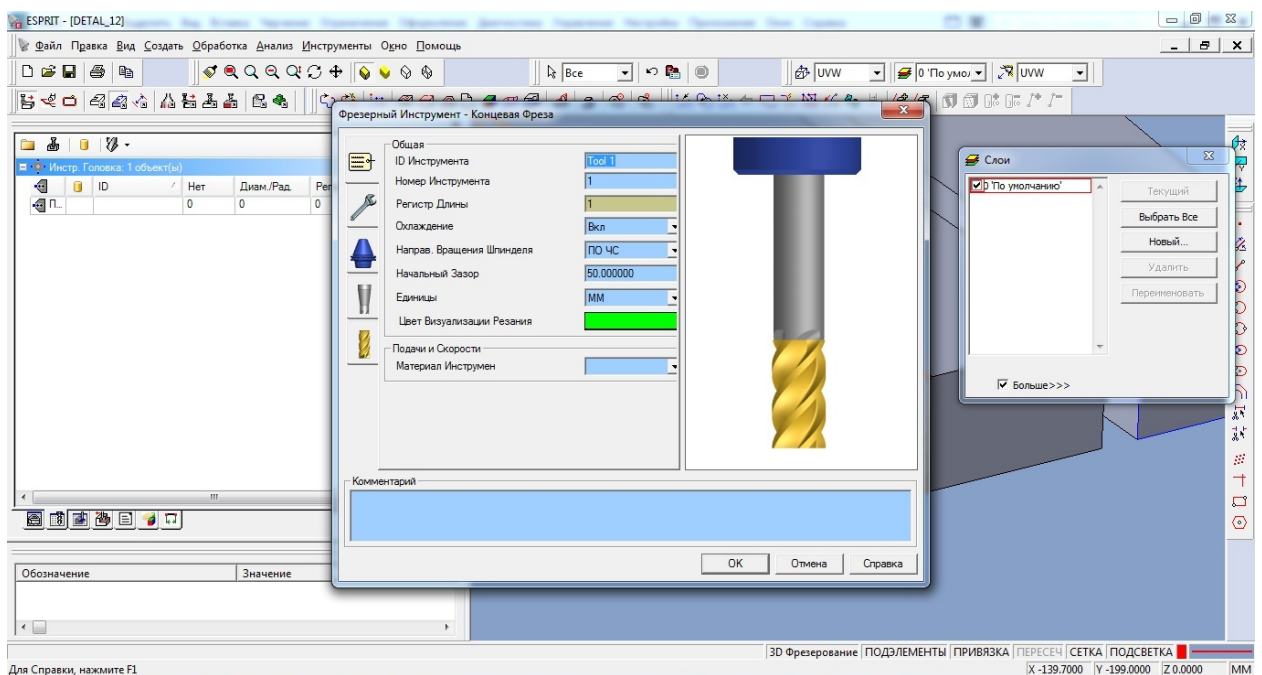 ESPRIT - [DETAL_12]
Файл Правка Вид Создать Обработка Анализ Инструменты Окно Помощь
Все
UVW
0 'По умо.
UVW
Фрезерный Инструмент - Концевая Фреза
Инстр. Головка: 1 объект(ы)
ID Нет Диам./Рад.
П... 0 0 0
Общая
ID Инструмента Tool 1
Номер Инструмента 1
Регистр Длины 1
Охлаждение Вкл
Направ. Вращения Шпинделя ПО ЧС
Начальный Зазор 50.000000
Единицы ММ
Цвет Визуализации Резания
Подачи и Скорости
Материал Инструмен
Комментарий
OK Отмена Справка
Слои
0 'По умолчанию'
Текущий
Выбрать Все
Новый...
Удалить
Переименовать
Больше>>>
Обозначение Значение
3D Фрезерование ПОДЭЛЕМЕНТЫ ПРИВЯЗКА ПЕРЕСЕЧ СЕТКА ПОДСВЕТКА
Для Справки, нажмите F1
X -139.7000 Y -199.0000 Z 0.0000 ММ